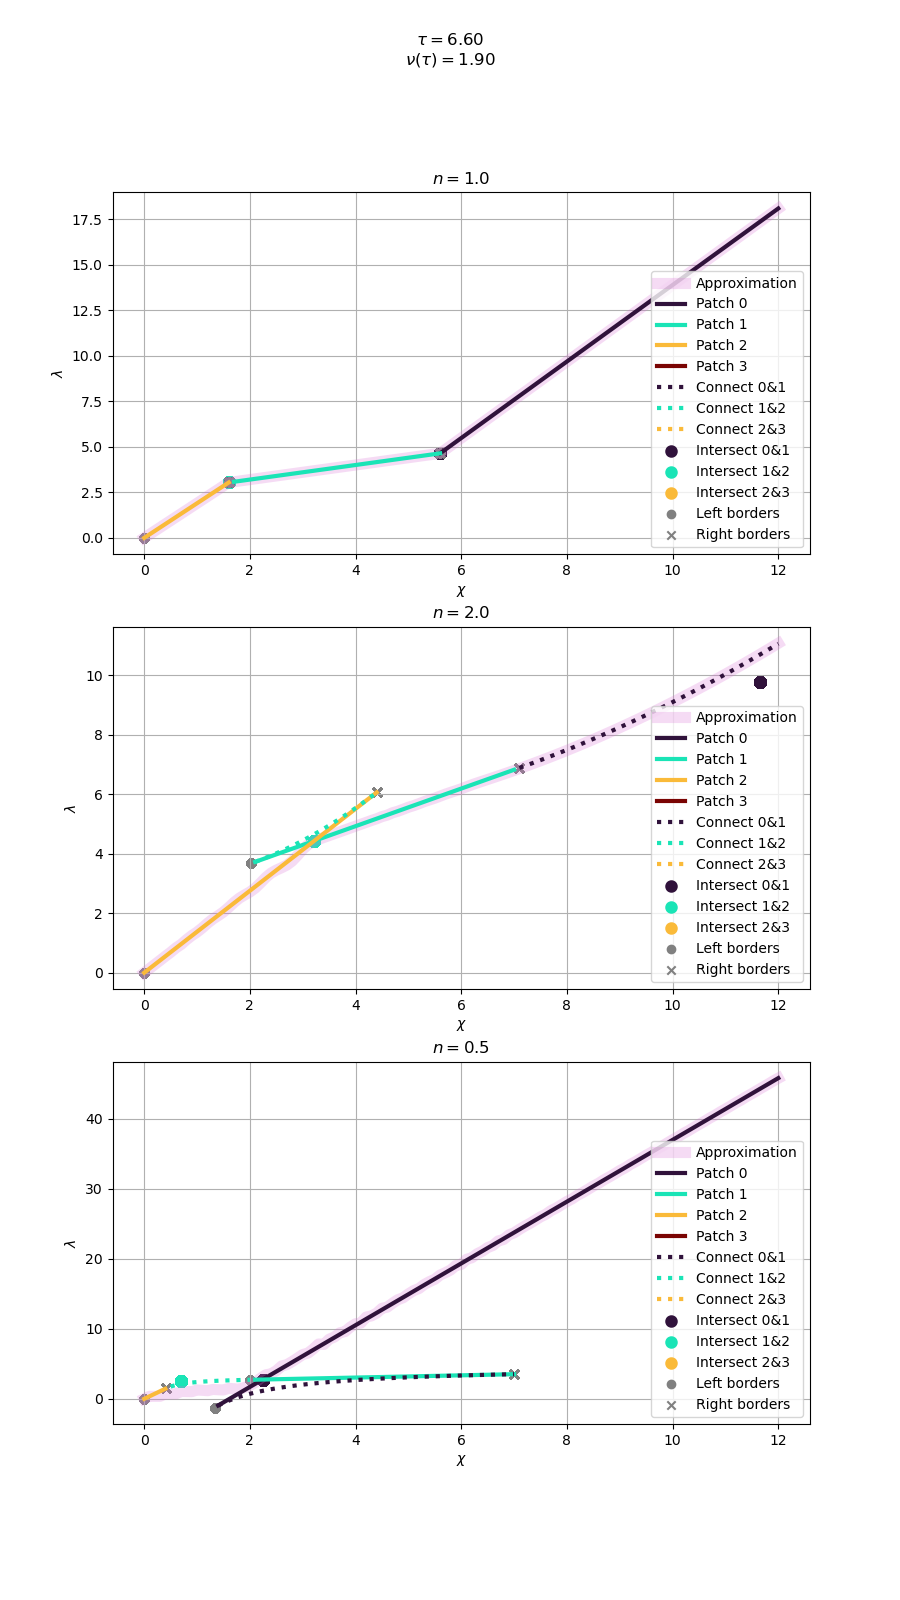 τ = 6.60
ν(τ) = 1.90
n = 1.0
17.5
15.0
12.5
10.0
7.5
5.0
2.5
0.0
λ
0 2 4 6 8 10 12
χ
Approximation
Patch 0
Patch 1
Patch 2
Patch 3
Connect 0&1
Connect 1&2
Connect 2&3
Intersect 0&1
Intersect 1&2
Intersect 2&3
Left borders
Right borders
n = 2.0
10
8
6
4
2
0
λ
0 2 4 6 8 10 12
χ
Approximation
Patch 0
Patch 1
Patch 2
Patch 3
Connect 0&1
Connect 1&2
Connect 2&3
Intersect 0&1
Intersect 1&2
Intersect 2&3
Left borders
Right borders
n = 0.5
40
30
20
10
0
λ
0 2 4 6 8 10 12
χ
Approximation
Patch 0
Patch 1
Patch 2
Patch 3
Connect 0&1
Connect 1&2
Connect 2&3
Intersect 0&1
Intersect 1&2
Intersect 2&3
Left borders
Right borders